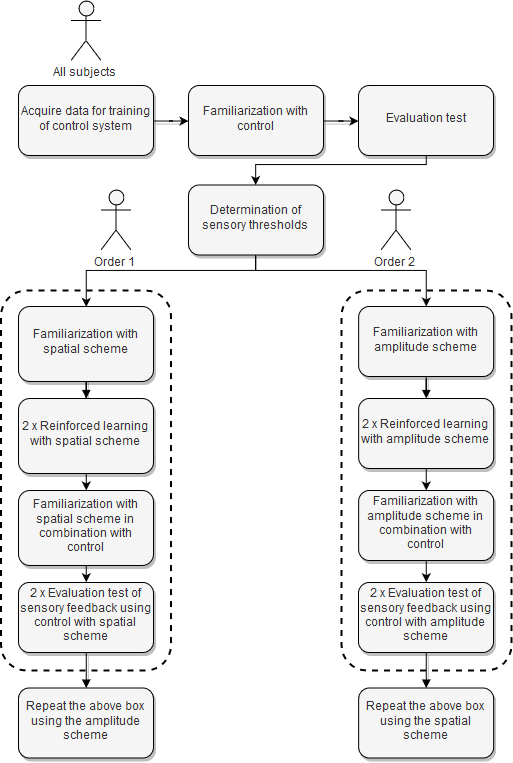 All subjects
Acquire data for training
of control system
Familiarization with
control
Evaluation test
Determination of
sensory thresholds
Order 1
Order 2
Familiarization with
spatial scheme
2 x Reinforced learning
with spatial scheme
Familiarization with
spatial scheme in
combination with
control
2 x Evaluation test of
sensory feedback using
control with spatial
scheme
Repeat the above box
using the amplitude
scheme
Familiarization with
amplitude scheme
2 x Reinforced learning
with amplitude scheme
Familiarization with
amplitude scheme in
combination with
control
2 x Evaluation test of
sensory feedback using
control with amplitude
scheme
Repeat the above box
using the spatial
scheme